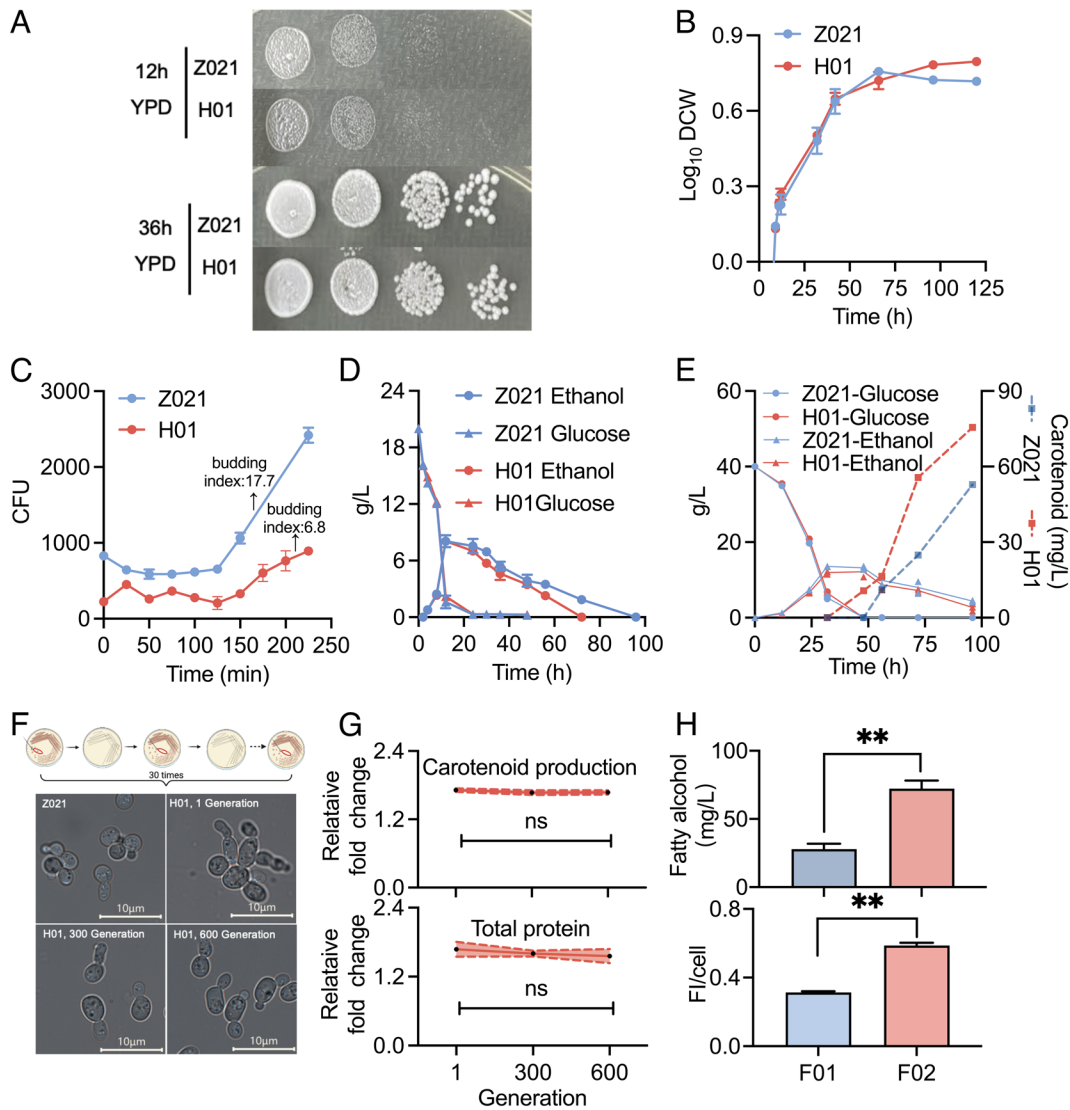 A
12h
YPD
Z021
H01
36h
YPD
Z021
H01
B
Z021
H01
Log10 DCW
0.9
0.6
0.3
0.0
0 25 50 75 100 125
Time (h)
C
Z021
H01
CFU
3000
2000
1000
0
budding
index:17.7
budding
index:6.8
0 50 100 150 200 250
Time (min)
D
Z021 Ethanol
Z021 Glucose
H01 Ethanol
H01Glucose
g/L
24
18
12
6
0
0 20 40 60 80 100
Time (h)
E
Z021-Glucose
H01-Glucose
Z021-Ethanol
H01-Ethanol
g/L
60
40
20
0
0 25 50 75 100
Time (h)
90
60
30
0
Z021
H01
Carotenoid (mg/L)
F
30 times
Z021
10μm
H01, 1 Generation
10μm
H01, 300 Generation
10μm
H01, 600 Generation
10μm
G
Relataive
fold change
2.4
1.2
0.0
Carotenoid production
ns
Relataive
fold change
2.4
1.2
0.0
Total protein
ns
1 300 600
Generation
H
Fatty alcohol
(mg/L)
100
50
0
**
FI/cell
0.8
0.4
0.0
**
F01 F02